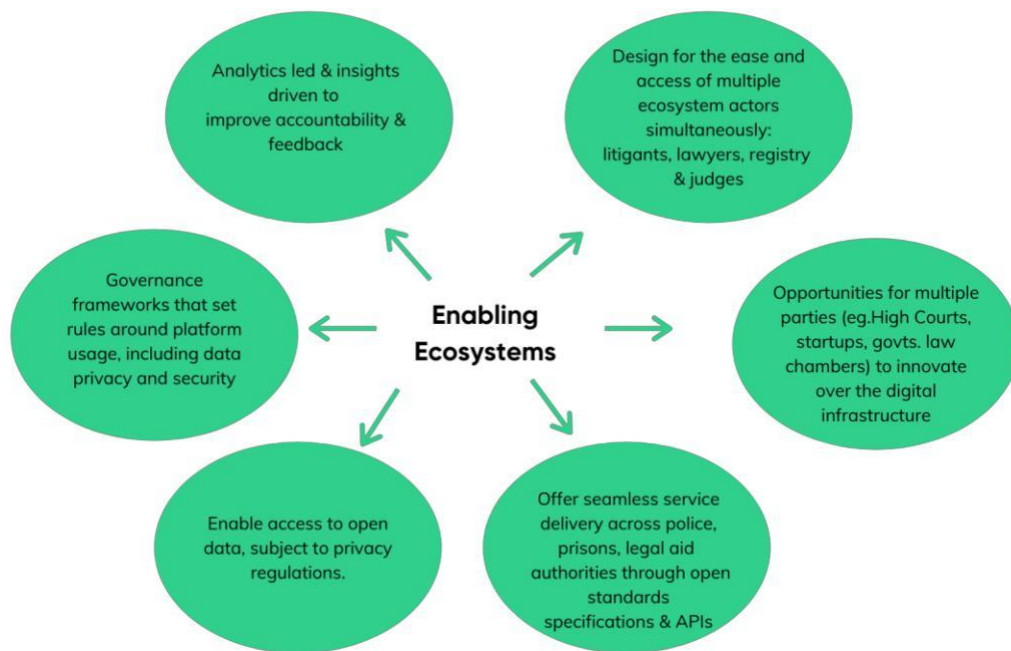 Analytics led & insights
driven to
improve accountability &
feedback
Design for the ease and
access of multiple
ecosystem actors
simultaneously:
litigants, lawyers, registry
& judges
Governance
frameworks that set
rules around platform
usage, including data
privacy and security
Enabling
Ecosystems
Opportunities for multiple
parties (eg.High Courts,
startups, govts. law
chambers) to innovate
over the digital
infrastructure
Enable access to open
data, subject to privacy
regulations.
Offer seamless service
delivery across police,
prisons, legal aid
authorities through open
standards
specifications & APIs